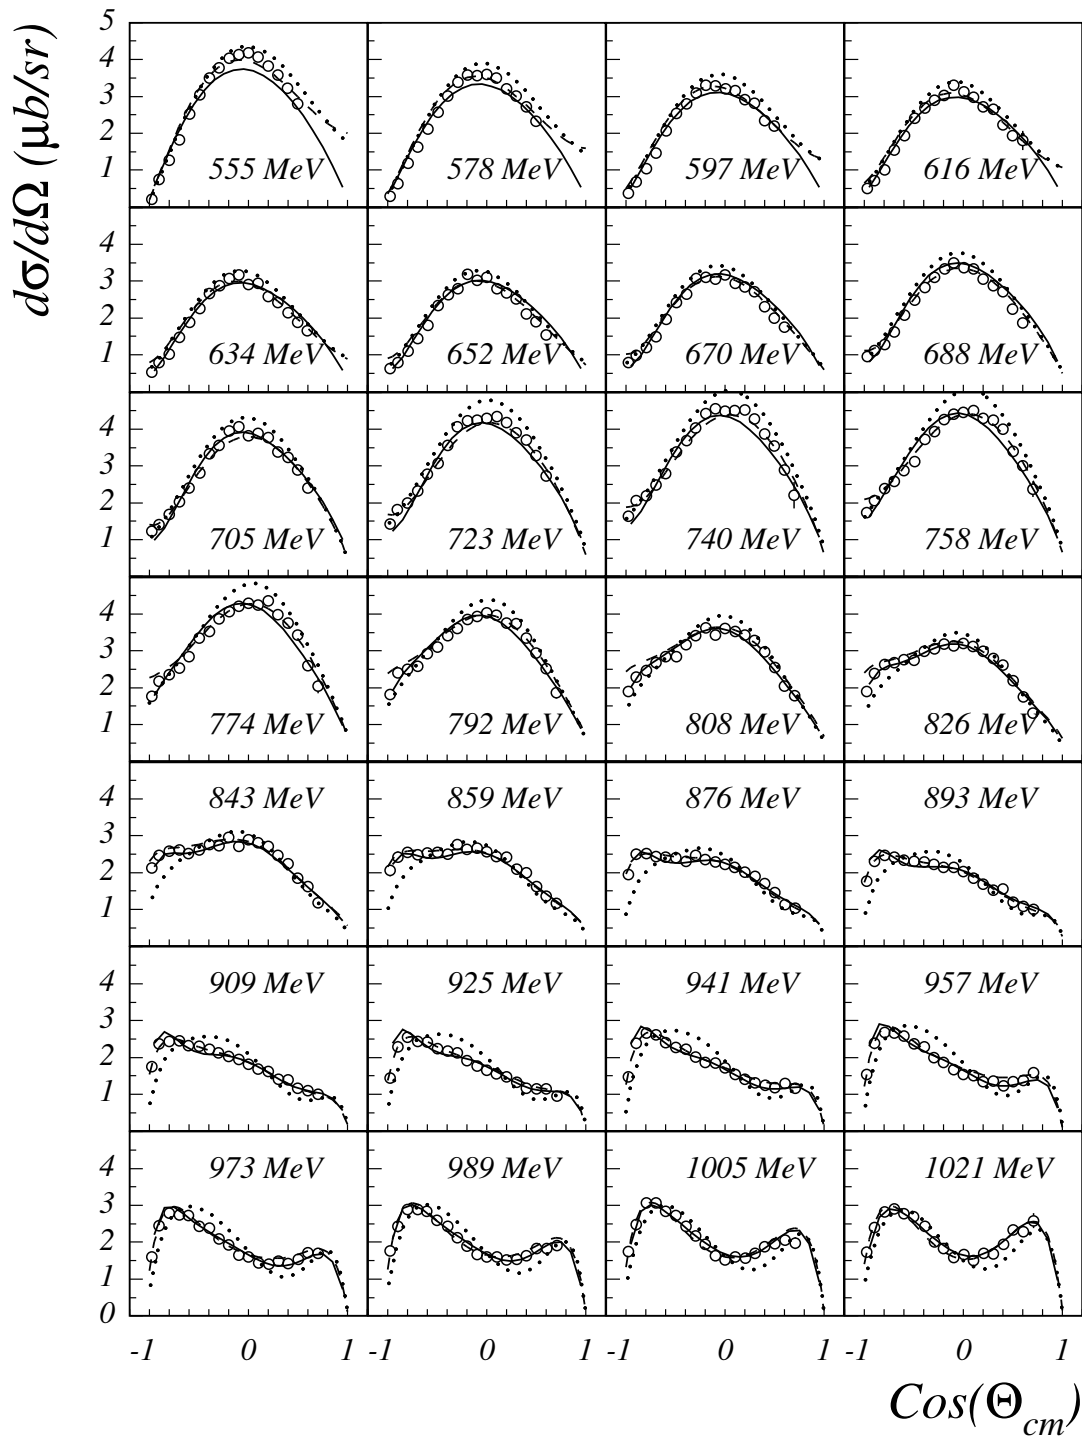 dσ/dΩ (μb/sr)
5
4
3
2
1
555 MeV
578 MeV
597 MeV
616 MeV
4
3
2
1
634 MeV
652 MeV
670 MeV
688 MeV
4
3
2
1
705 MeV
723 MeV
740 MeV
758 MeV
4
3
2
1
774 MeV
792 MeV
808 MeV
826 MeV
4
3
2
1
843 MeV
859 MeV
876 MeV
893 MeV
4
3
2
1
909 MeV
925 MeV
941 MeV
957 MeV
4
3
2
1
0
973 MeV
989 MeV
1005 MeV
1021 MeV
-1 0 1 -1 0 1 -1 0 1 -1 0 1
Cos(Θcm)